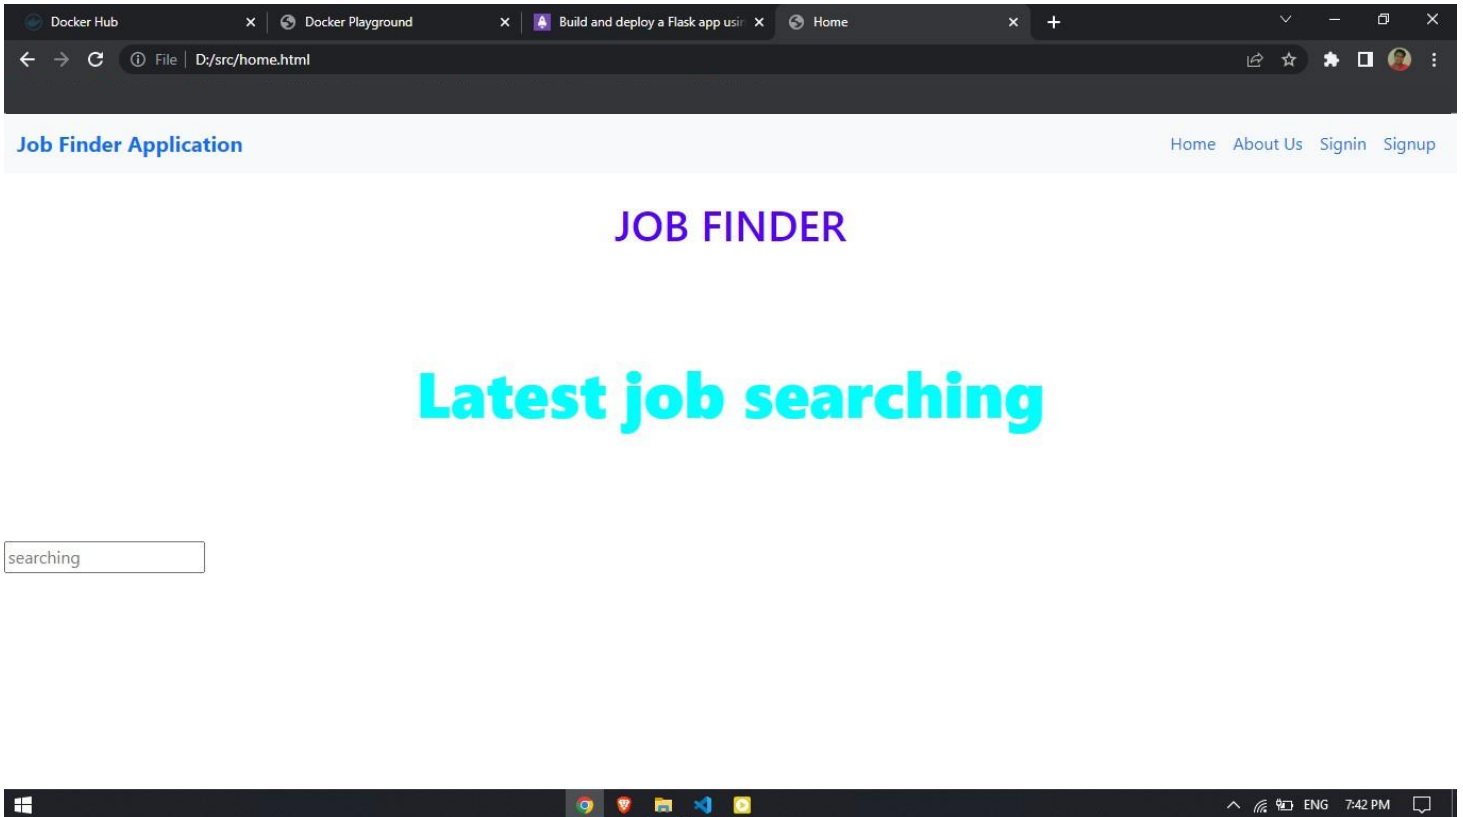 Docker Hub
Docker Playground
Build and deploy a Flask app usin
Home
File
D:/src/home.html
Job Finder Application
Home
About Us
Signin
Signup
JOB FINDER
Latest job searching
searching
ENG
7:42 PM